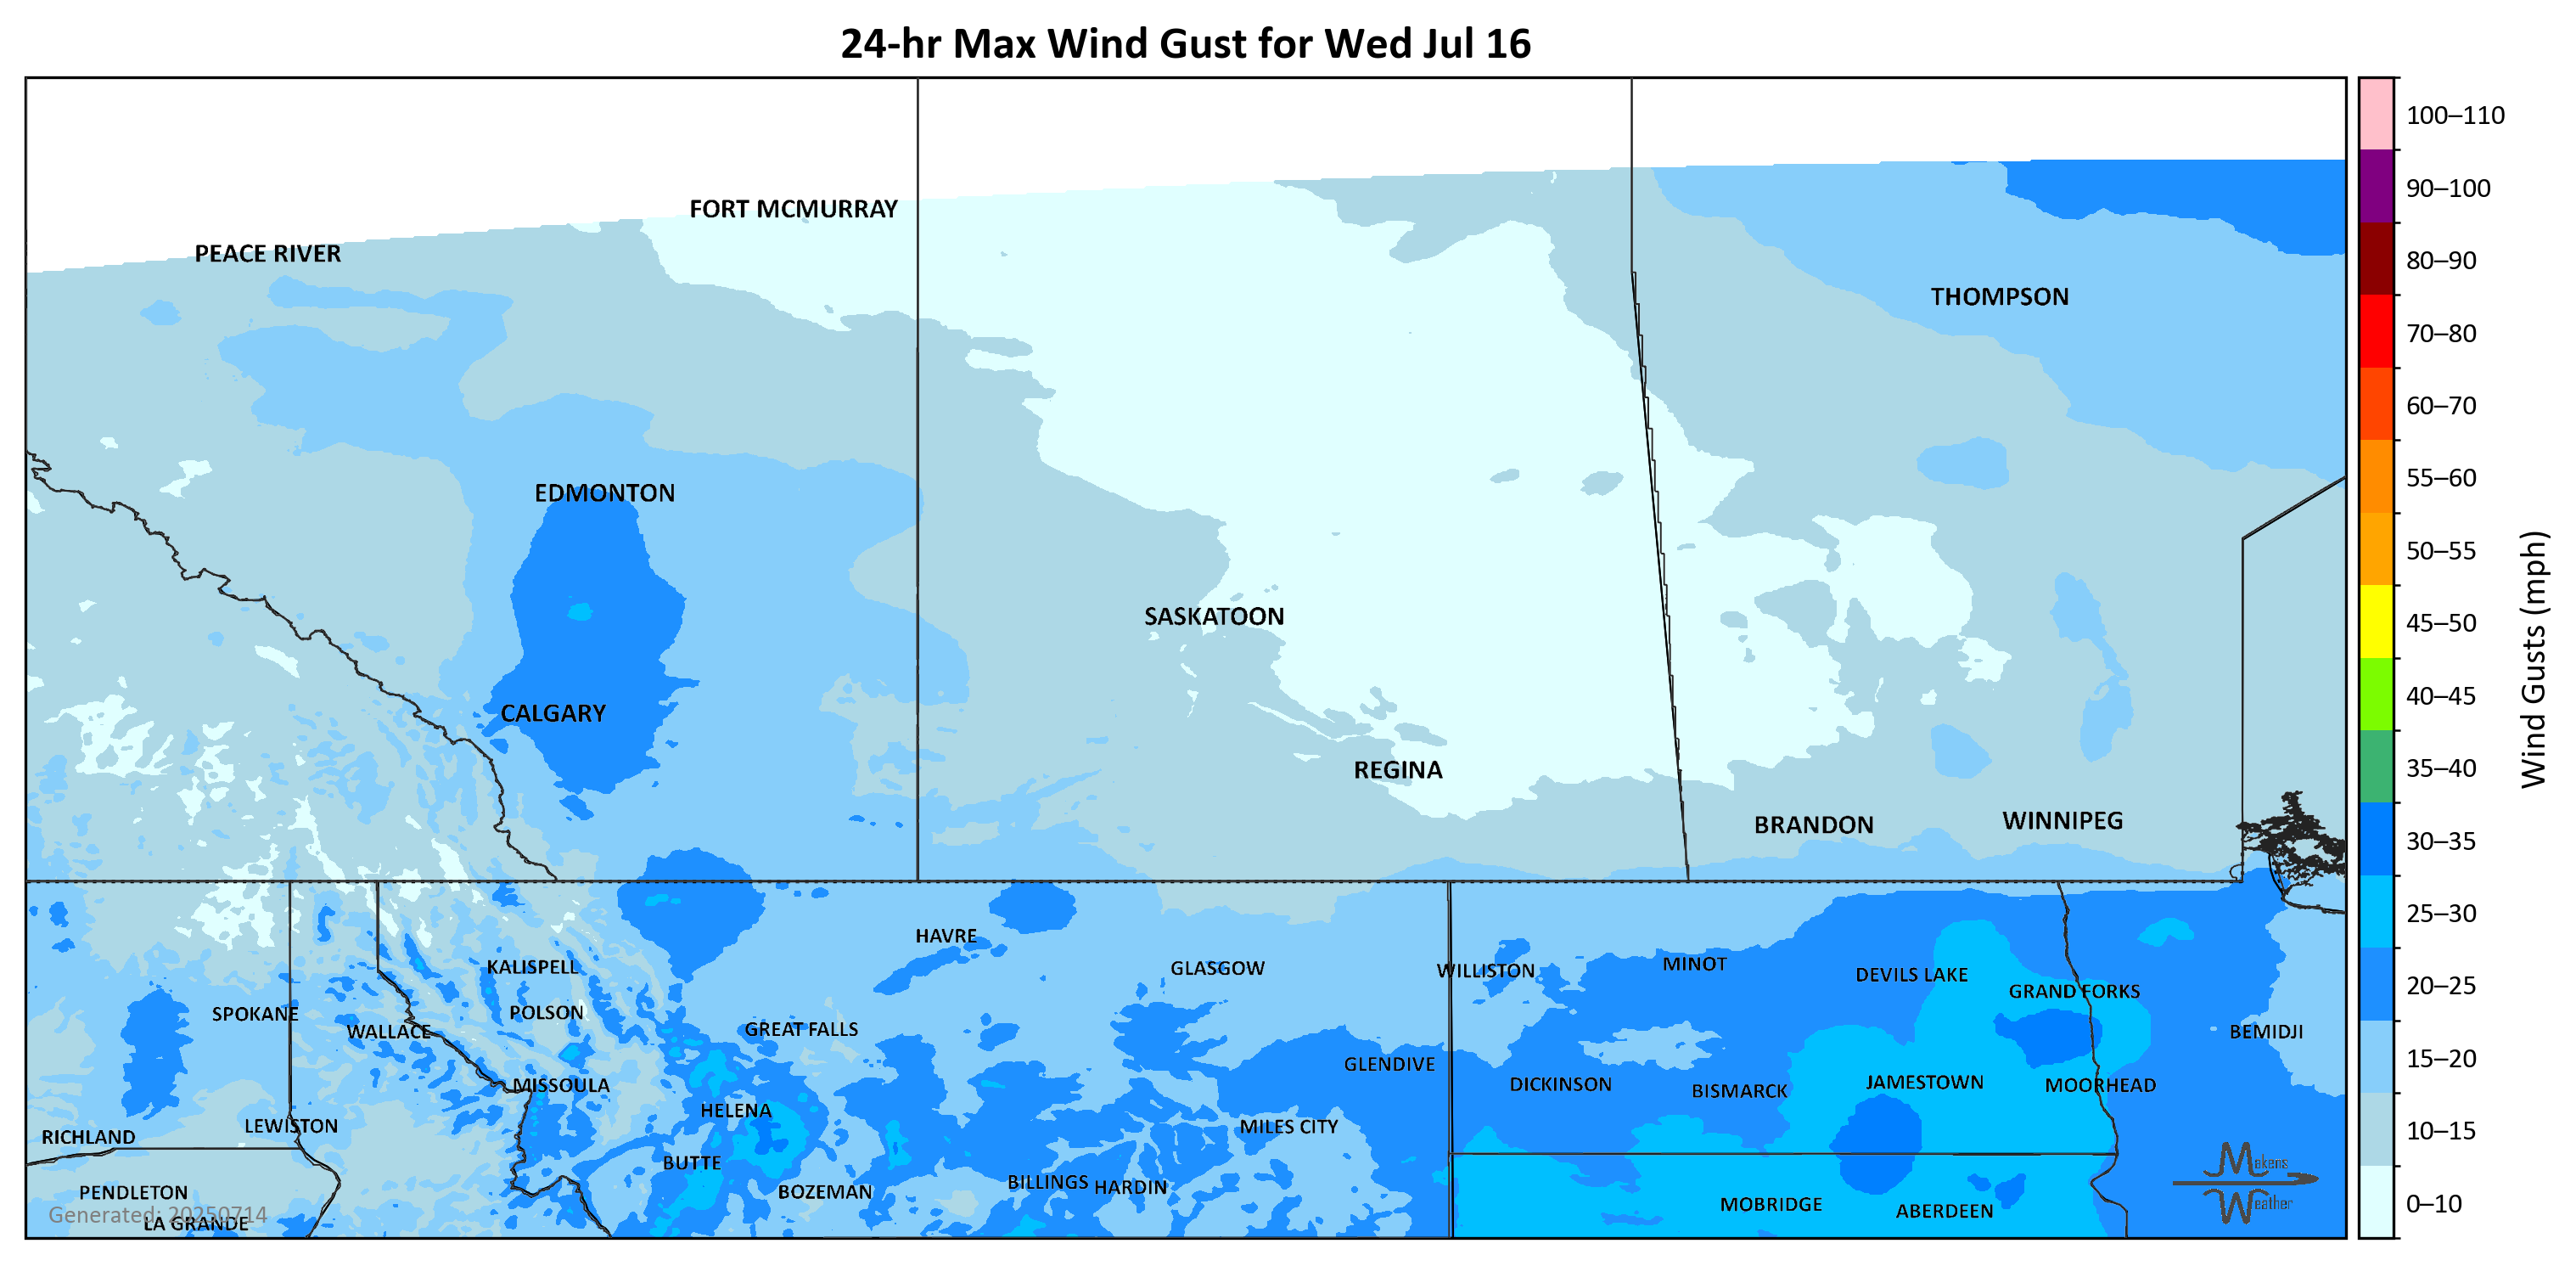 24-hr Max Wind Gust for Wed Jul 16
100–110
FORT MCMURRAY
90–100
PEACE RIVER
80–90
THOMPSON
70–80
60–70
EDMONTON
55–60
50–55
SASKATOON
45–50
CALGARY
40–45
Wind Gusts (mph)
REGINA
35–40
BRANDON
WINNIPEG
30–35
25–30
HAVRE
KALISPELL
GLASGOW
WILLISTON
MINOT
DEVILS LAKE
GRAND FORKS
20–25
SPOKANE
POLSON
WALLACE
GREAT FALLS
BEMIDJI
15–20
GLENDIVE
MISSOULA
DICKINSON
BISMARCK
JAMESTOWN
MOORHEAD
HELENA
LEWISTON
MILES CITY
RICHLAND
10–15
BUTTE
Makens
Weather
PENDLETON
BOZEMAN
BILLINGS
HARDIN
MOBRIDGE
ABERDEEN
0–10
Generated: 20250714
LA GRANDE